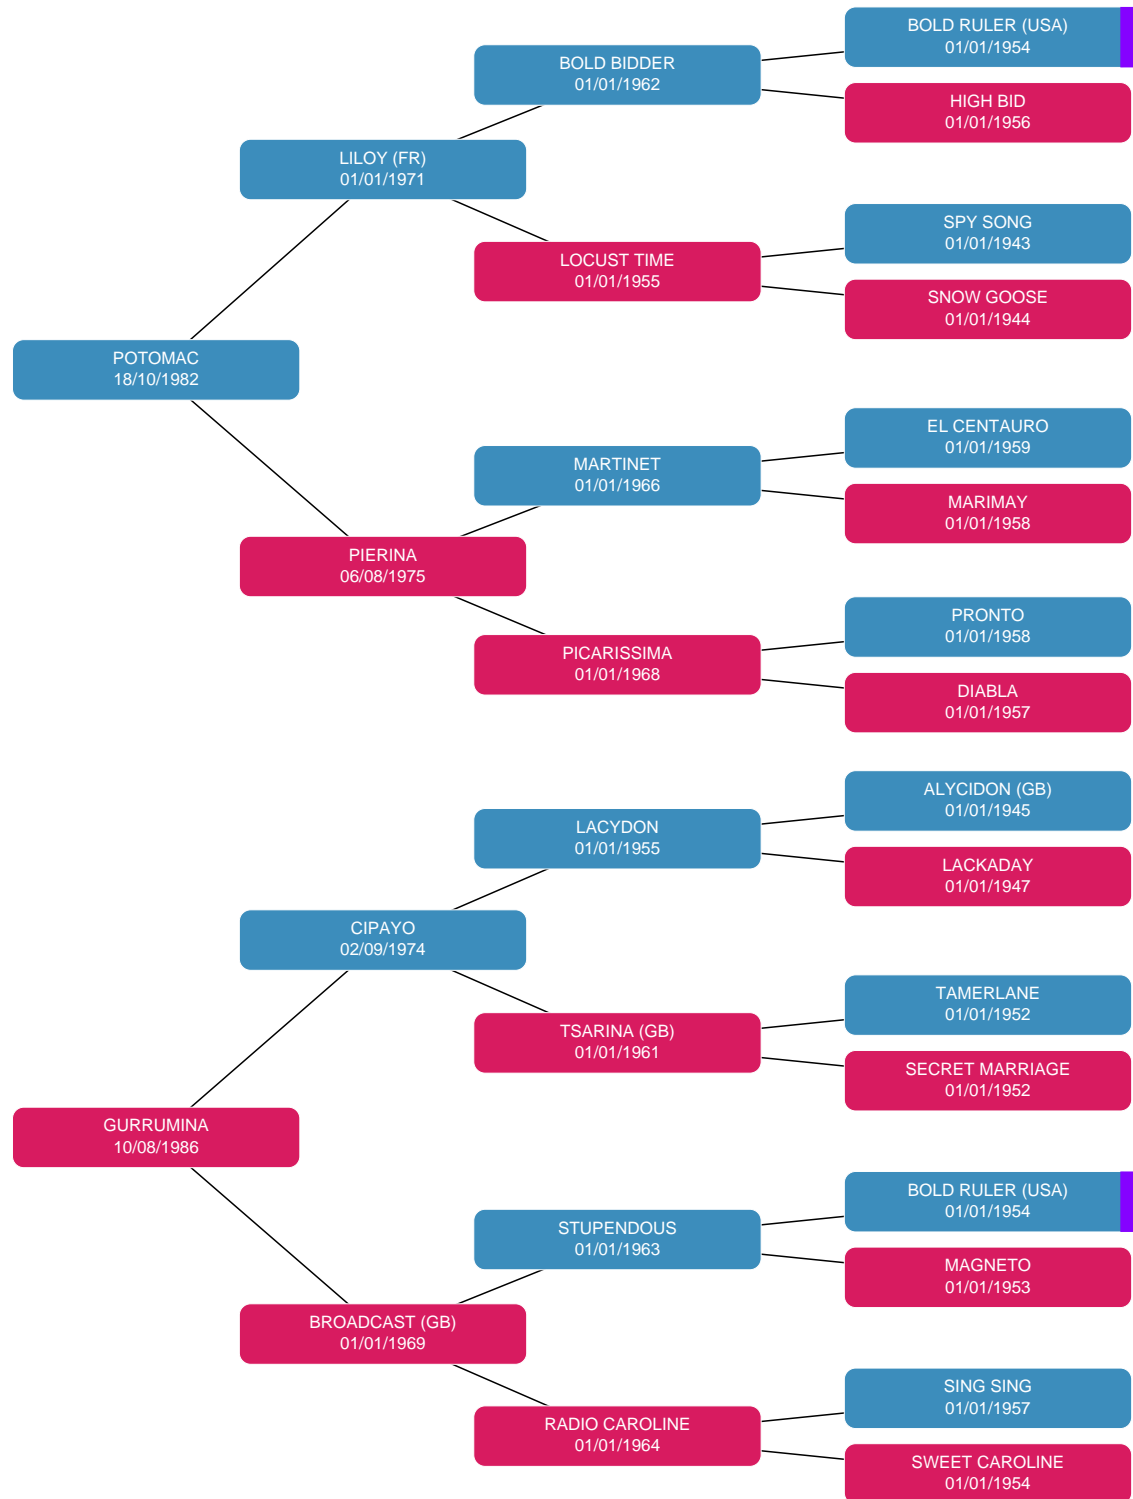 BOLD RULER (USA)
01/01/1954
BOLD BIDDER
01/01/1962
HIGH BID
01/01/1956
LILOY (FR)
01/01/1971
SPY SONG
01/01/1943
LOCUST TIME
01/01/1955
SNOW GOOSE
01/01/1944
POTOMAC
18/10/1982
EL CENTAURO
01/01/1959
MARTINET
01/01/1966
MARIMAY
01/01/1958
PIERINA
06/08/1975
PRONTO
01/01/1958
PICARISSIMA
01/01/1968
DIABLA
01/01/1957
ALYCIDON (GB)
01/01/1945
LACYDON
01/01/1955
LACKADAY
01/01/1947
CIPAYO
02/09/1974
TAMERLANE
01/01/1952
TSARINA (GB)
01/01/1961
SECRET MARRIAGE
01/01/1952
GURRUMINA
10/08/1986
BOLD RULER (USA)
01/01/1954
STUPENDOUS
01/01/1963
MAGNETO
01/01/1953
BROADCAST (GB)
01/01/1969
SING SING
01/01/1957
RADIO CAROLINE
01/01/1964
SWEET CAROLINE
01/01/1954